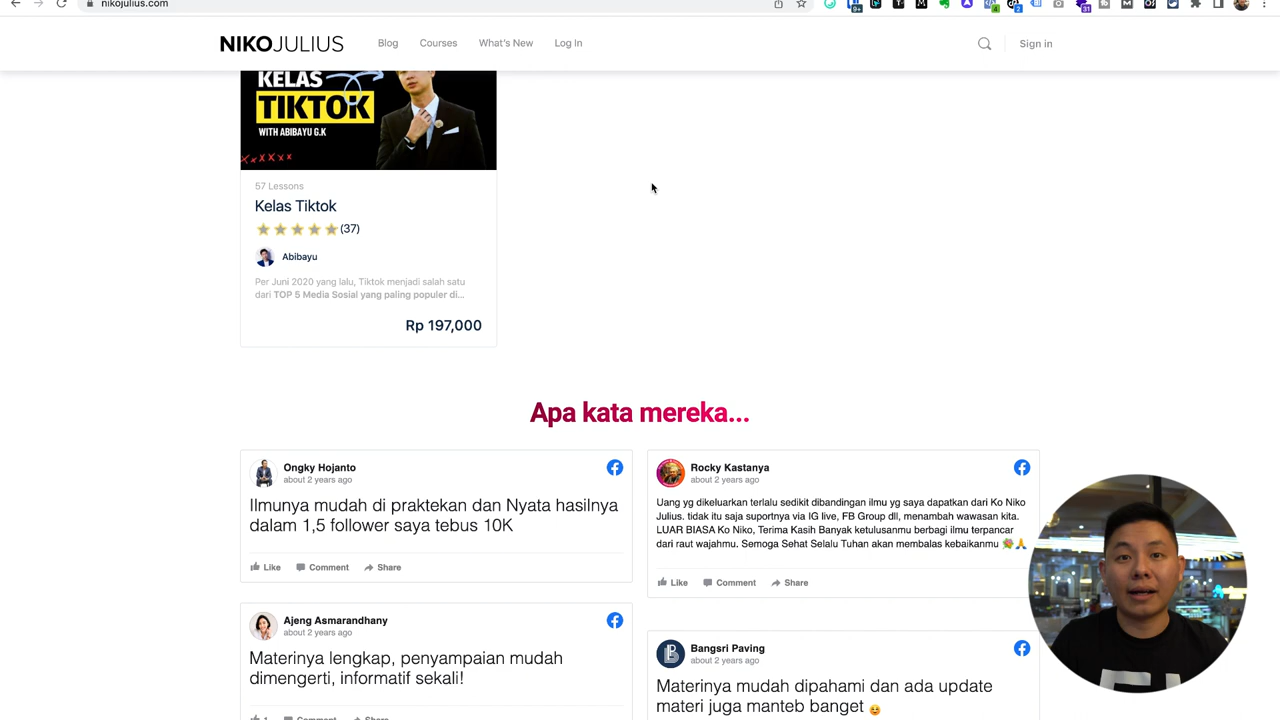 nikojulius.com
9+
4
2
31
NIKOJULIUS
Blog
Courses
What's New
Log In
Sign in
KELAS
TIKTOK
WITH ABIBAYU G.K
57 Lessons
Kelas Tiktok
(37)
Abibayu
Per Juni 2020 yang lalu, Tiktok menjadi salah satu
dari TOP 5 Media Sosial yang paling populer di...
Rp 197,000
Apa kata mereka...
Ongky Hojanto
about 2 years ago
Ilmunya mudah di praktekan dan Nyata hasilnya
dalam 1,5 follower saya tebus 10K
Like
Comment
Share
Rocky Kastanya
about 2 years ago
Uang yg dikeluarkan terlalu sedikit dibandingan ilmu yg saya dapatkan dari Ko Niko
Julius. tidak itu saja suportnya via IG live, FB Group dll, menambah wawasan kita.
LUAR BIASA Ko Niko, Terima Kasih Banyak ketulusanmu berbagi ilmu terpancar
dari raut wajahmu. Semoga Sehat Selalu Tuhan akan membalas kebaikanmu 💐🙏
Like
Comment
Share
Ajeng Asmarandhany
about 2 years ago
Materinya lengkap, penyampaian mudah
dimengerti, informatif sekali!
1
Comment
Share
Bangsri Paving
about 2 years ago
Materinya mudah dipahami dan ada update
materi juga manteb banget 😊